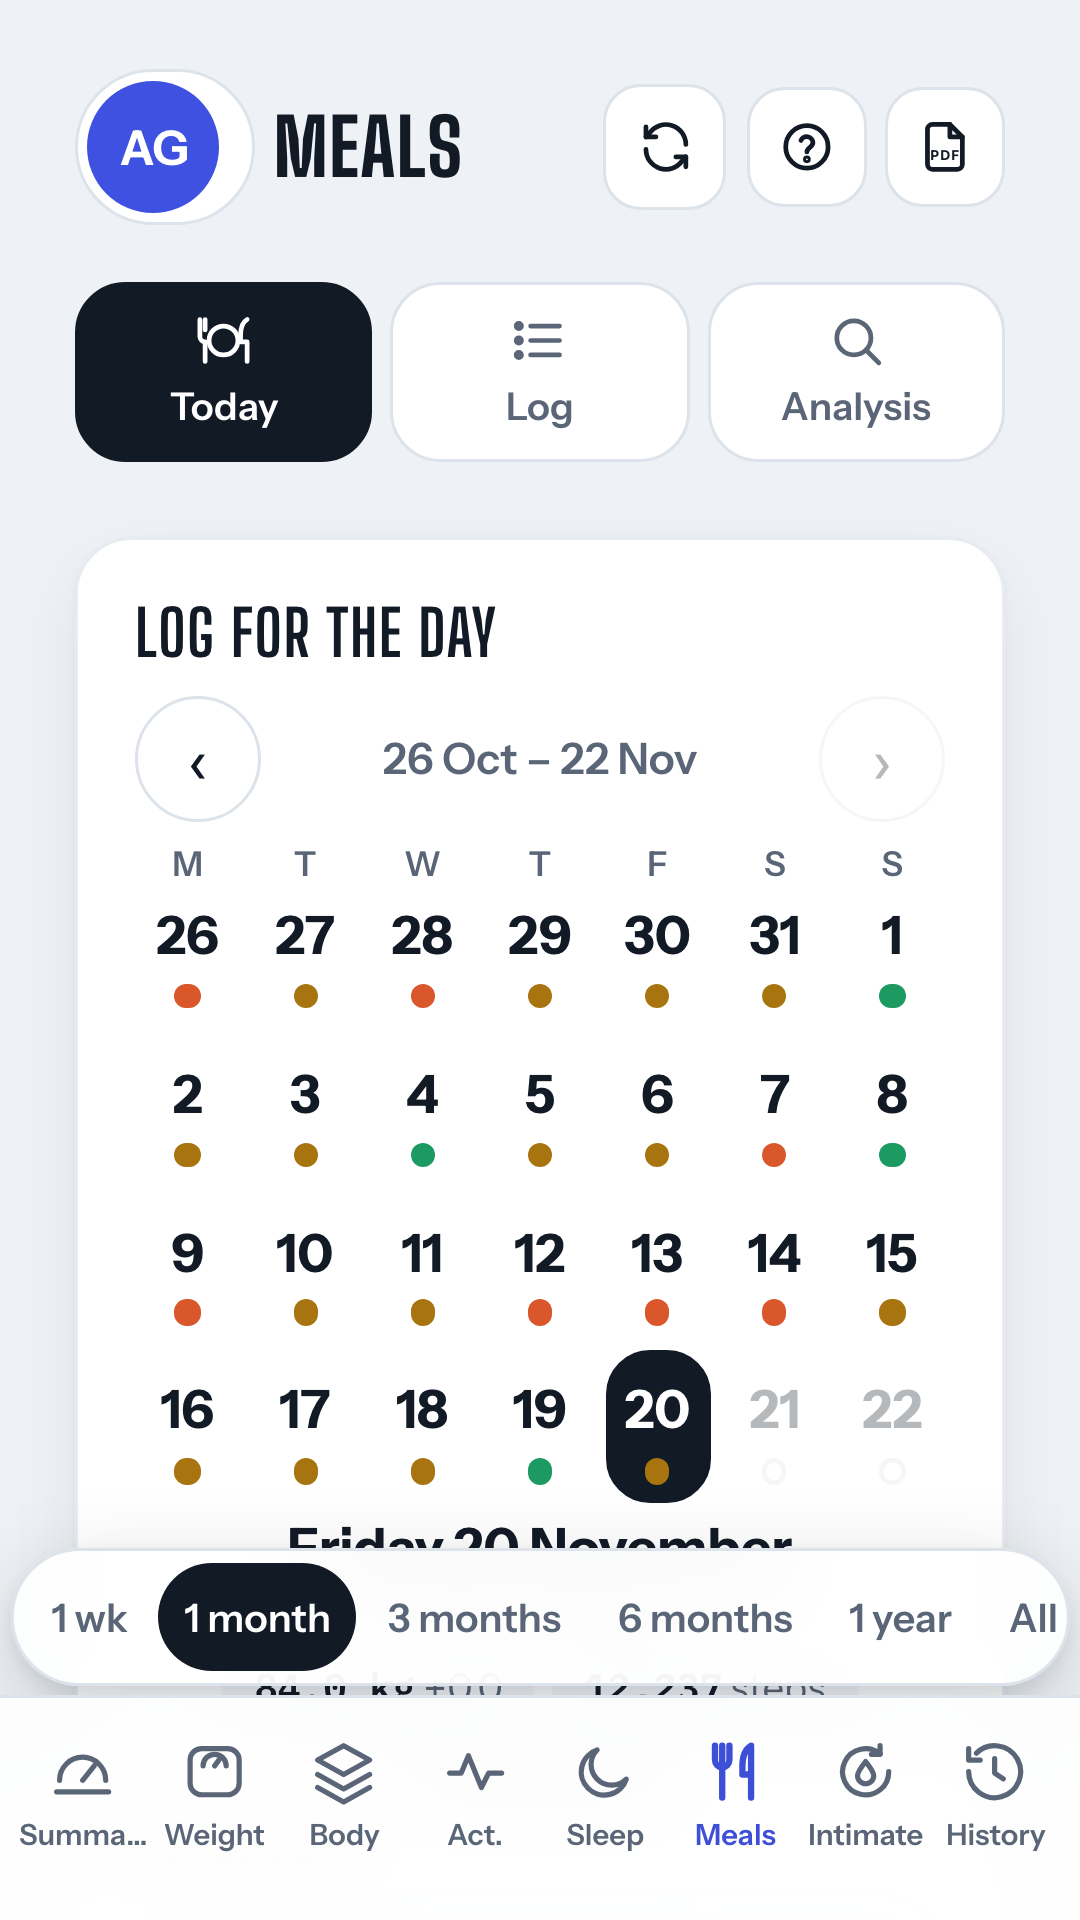 AG MEALS
PDF
Today Log Analysis
LOG FOR THE DAY
‹ 26 Oct – 22 Nov ›
M T W T F S S
26 27 28 29 30 31 1
2 3 4 5 6 7 8
9 10 11 12 13 14 15
16 17 18 19 20 21 22
Friday 20 November
1 wk 1 month 3 months 6 months 1 year All
kg steps
Summa... Weight Body Act. Sleep Meals Intimate History